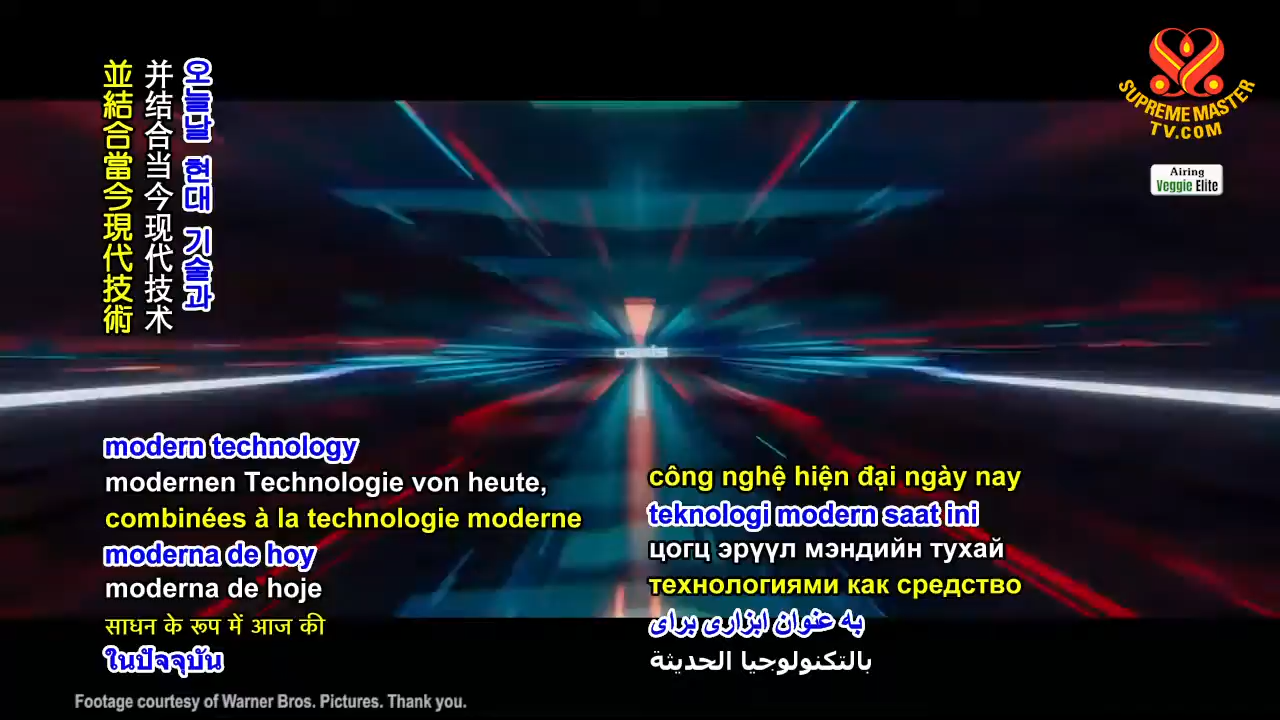 並結合當今現代技術
并结合当今现代技术
오늘날 현대 기술과
SUPREME MASTER
TV.COM
Airing
Veggie Elite
modern technology
modernen Technologie von heute,
combinées à la technologie moderne
moderna de hoy
moderna de hoje
साधन के रूप में आज की
ในปัจจุบัน
công nghệ hiện đại ngày nay
teknologi modern saat ini
цогц эрүүл мэндийн тухай
технологиями как средство
به عنوان ابزاری برای
بالتكنولوجيا الحديثة
Footage courtesy of Warner Bros. Pictures. Thank you.